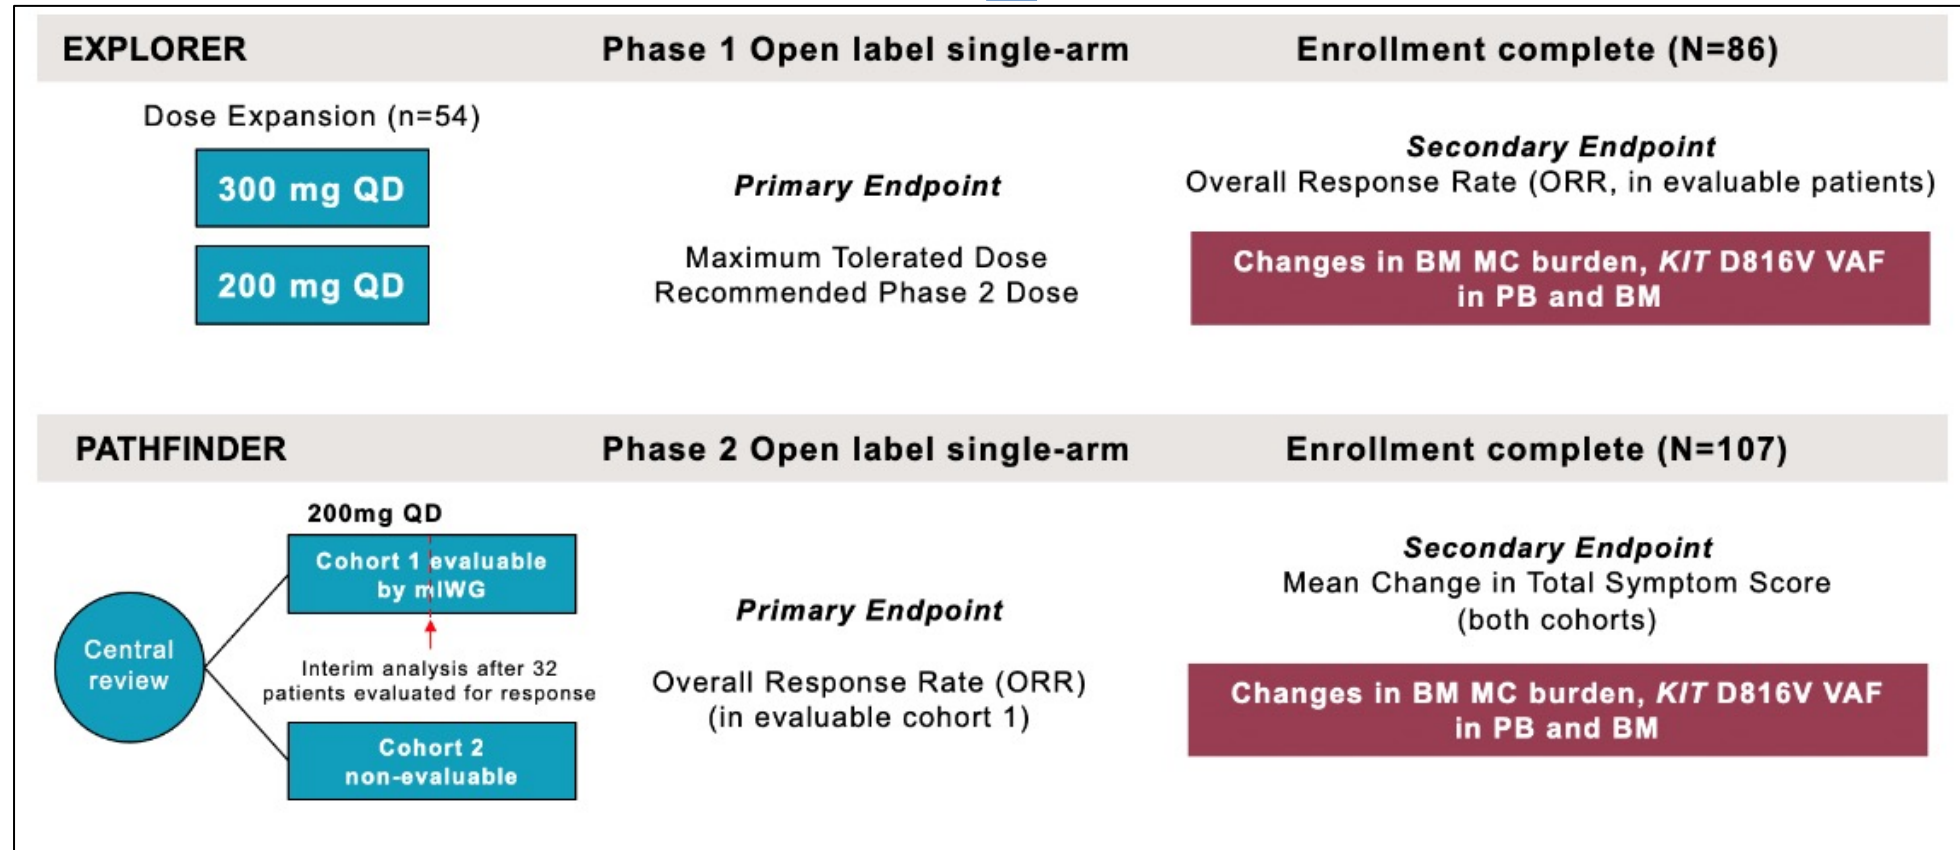 EXPLORER
Phase 1 Open label single-arm
Enrollment complete (N=86)
Dose Expansion (n=54)
300 mg QD
200 mg QD
Primary Endpoint
Maximum Tolerated Dose
Recommended Phase 2 Dose
Secondary Endpoint
Overall Response Rate (ORR, in evaluable patients)
Changes in BM MC burden, KIT D816V VAF
in PB and BM
PATHFINDER
Phase 2 Open label single-arm
Enrollment complete (N=107)
Central
review
200mg QD
Cohort 1 evaluable
by mIWG
Interim analysis after 32
patients evaluated for response
Cohort 2
non-evaluable
Primary Endpoint
Overall Response Rate (ORR)
(in evaluable cohort 1)
Secondary Endpoint
Mean Change in Total Symptom Score
(both cohorts)
Changes in BM MC burden, KIT D816V VAF
in PB and BM